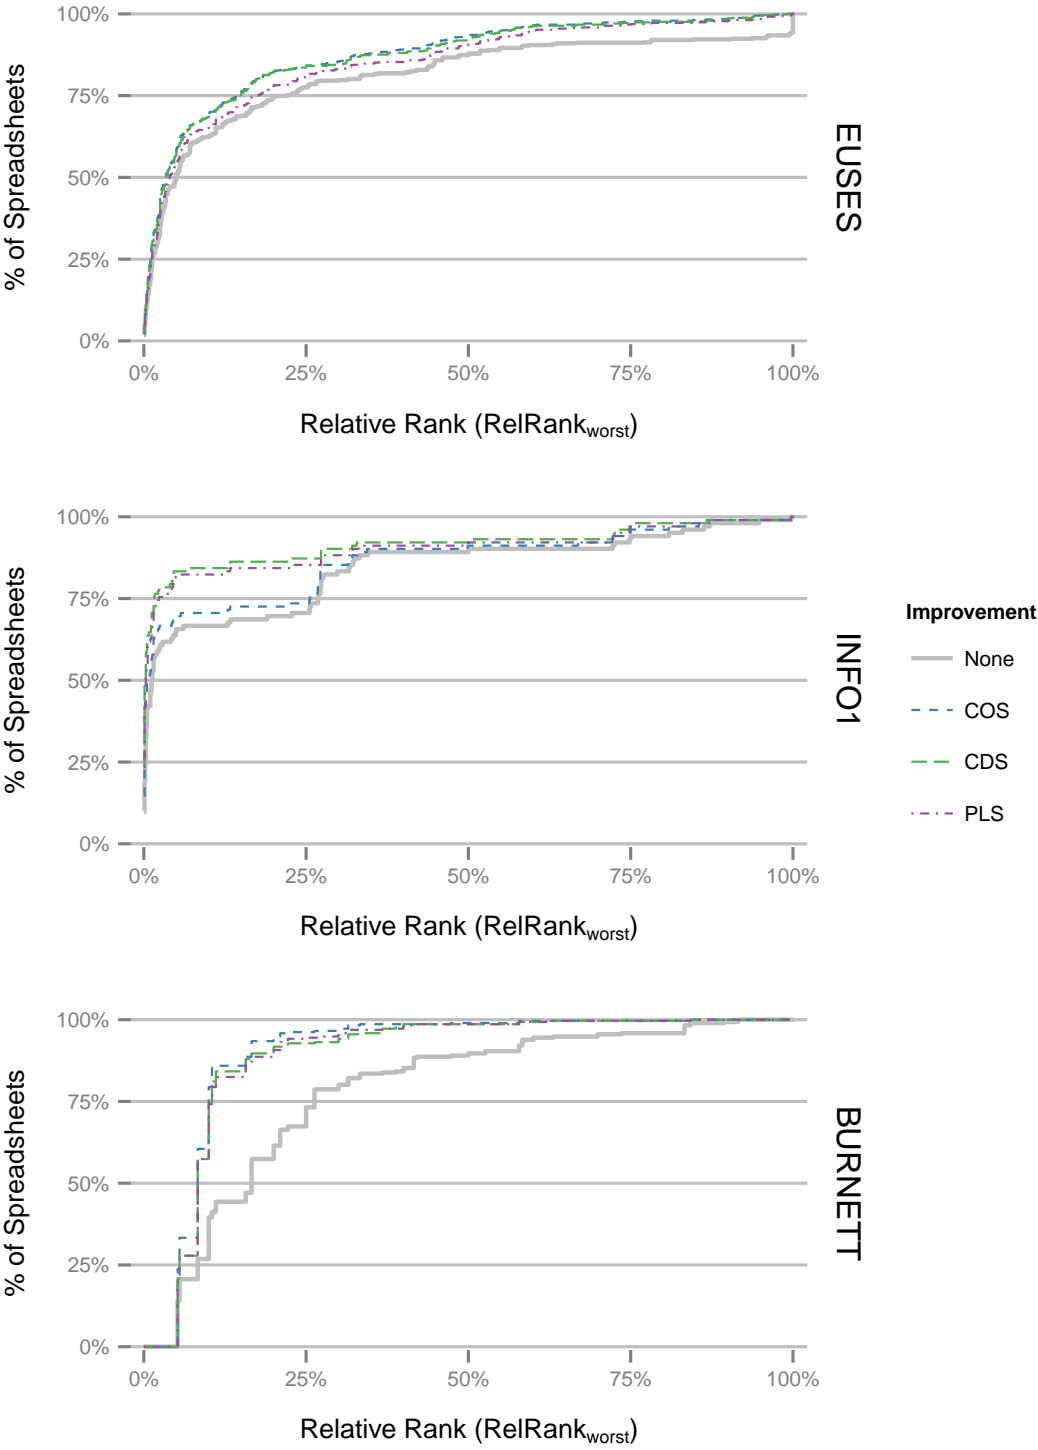 100%
75%
50%
25%
0%
% of Spreadsheets
0% 25% 50% 75% 100%
Relative Rank (RelRankworst)
EUSES
100%
75%
50%
25%
0%
% of Spreadsheets
0% 25% 50% 75% 100%
Relative Rank (RelRankworst)
INFO1
Improvement
None
COS
CDS
PLS
100%
75%
50%
25%
0%
% of Spreadsheets
0% 25% 50% 75% 100%
Relative Rank (RelRankworst)
BURNETT